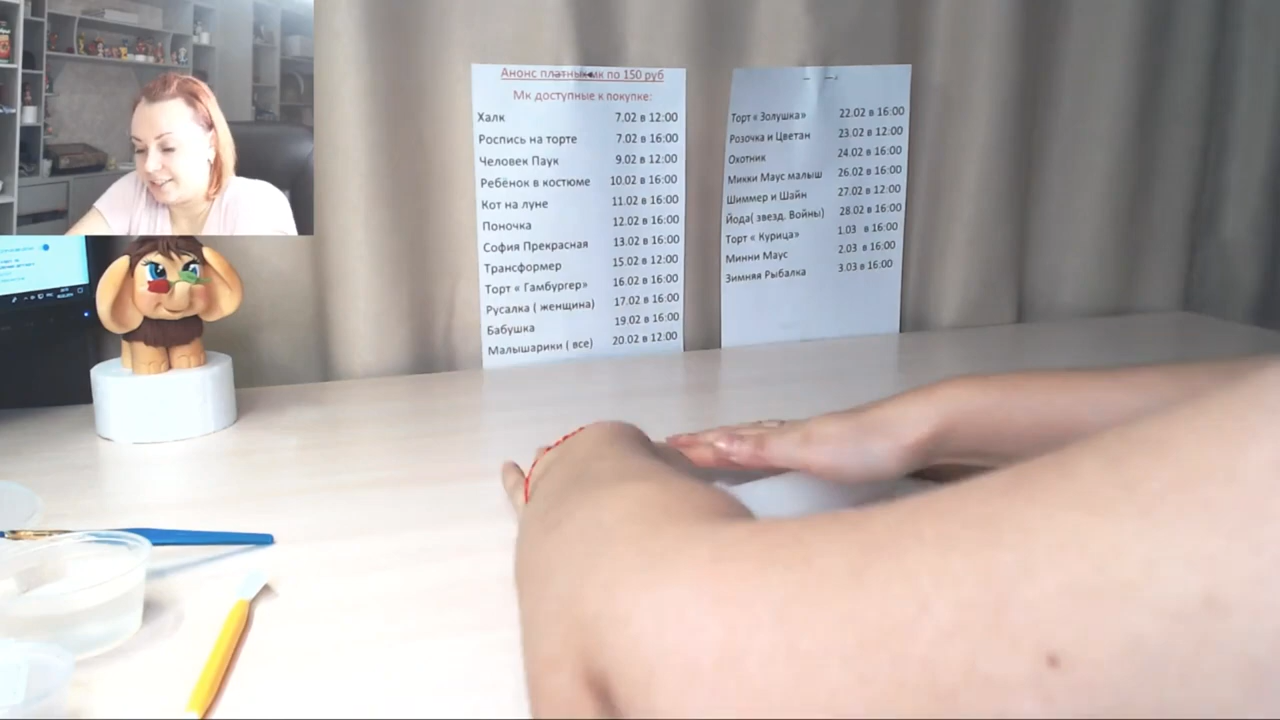 Анонс платных мк по 150 руб
Мк доступные к покупке:
Халк 7.02 в 12:00
Роспись на торте 7.02 в 16:00
Человек Паук 9.02 в 12:00
Ребёнок в костюме 10.02 в 16:00
Кот на луне 11.02 в 16:00
Поночка 12.02 в 16:00
София Прекрасная 13.02 в 16:00
Трансформер 15.02 в 12:00
Торт « Гамбургер» 16.02 в 16:00
Русалка ( женщина) 17.02 в 16:00
Бабушка 19.02 в 16:00
Малышарики ( все) 20.02 в 12:00
Торт « Золушка» 22.02 в 16:00
Розочка и Цветан 23.02 в 12:00
Охотник 24.02 в 16:00
Микки Маус малыш 26.02 в 16:00
Шиммер и Шайн 27.02 в 12:00
Йода( звезд. Войны) 28.02 в 16:00
Торт « Курица» 1.03 в 16:00
Минни Маус 2.03 в 16:00
Зимняя Рыбалка 3.03 в 16:00